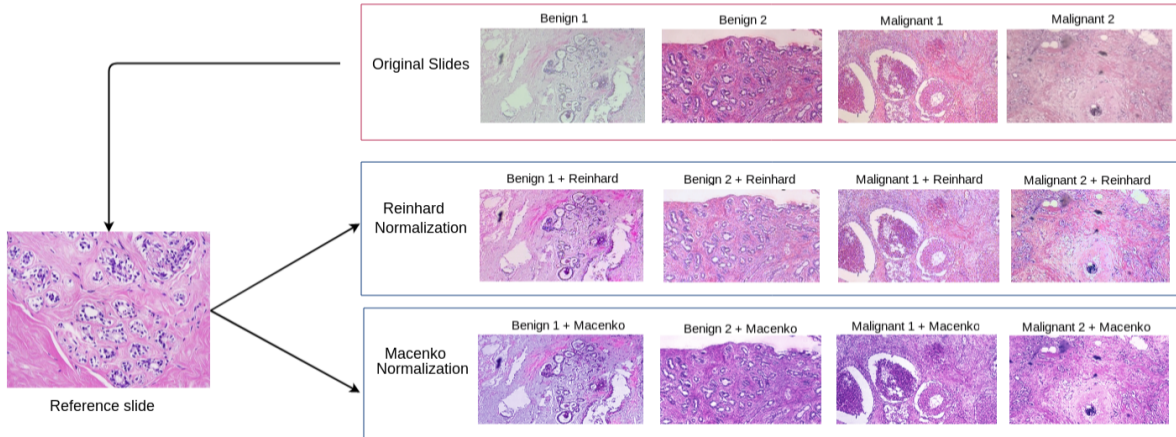 Benign 1
Benign 2
Malignant 1
Malignant 2
Original Slides
Benign 1 + Reinhard
Benign 2 + Reinhard
Malignant 1 + Reinhard
Malignant 2 + Reinhard
Reinhard
Normalization
Benign 1 + Macenko
Benign 2 + Macenko
Malignant 1 + Macenko
Malignant 2 + Macenko
Macenko
Normalization
Reference slide